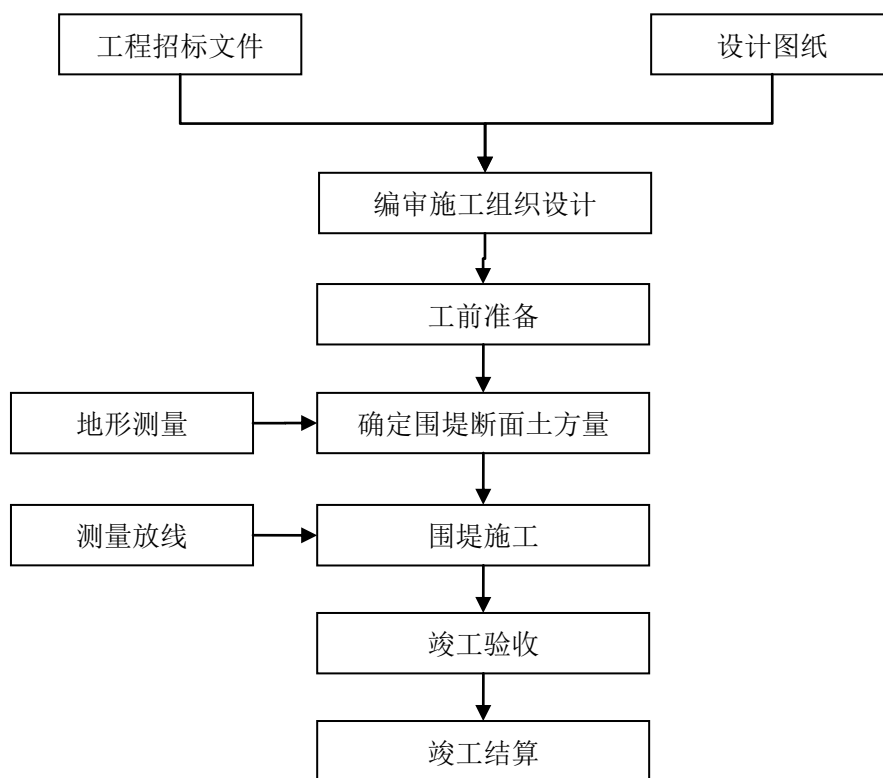 工程招标文件
设计图纸
编审施工组织设计
工前准备
地形测量
确定围堤断面土方量
测量放线
围堤施工
竣工验收
竣工结算